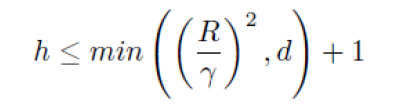 h ≤ min((R/γ)², d) + 1